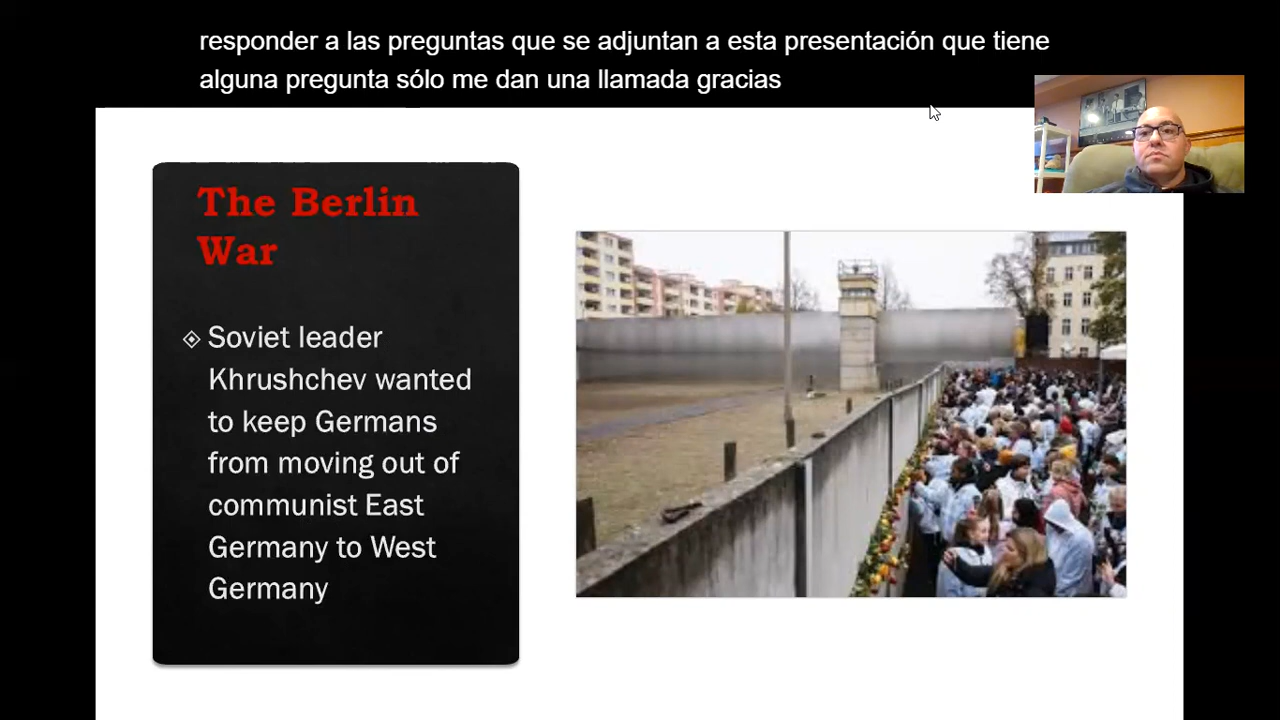 responder a las preguntas que se adjuntan a esta presentación que tiene
alguna pregunta sólo me dan una llamada gracias
The Berlin
War
Soviet leader
Khrushchev wanted
to keep Germans
from moving out of
communist East
Germany to West
Germany